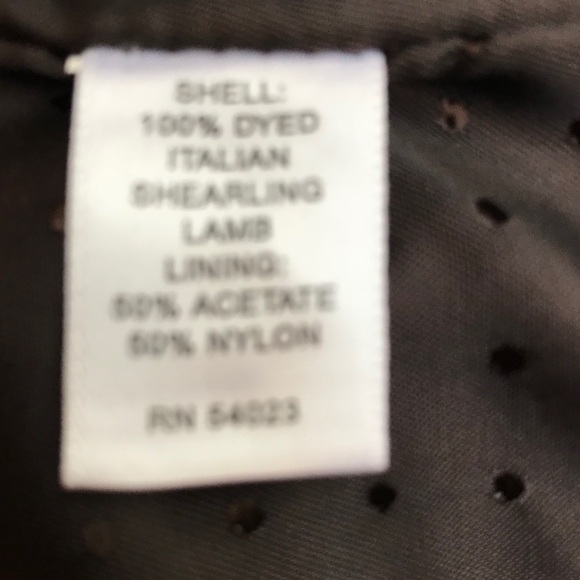 SHELL:
100% DYED
ITALIAN
SHEARLING
LAMB
LINING:
50% ACETATE
50% NYLON
RN 54023